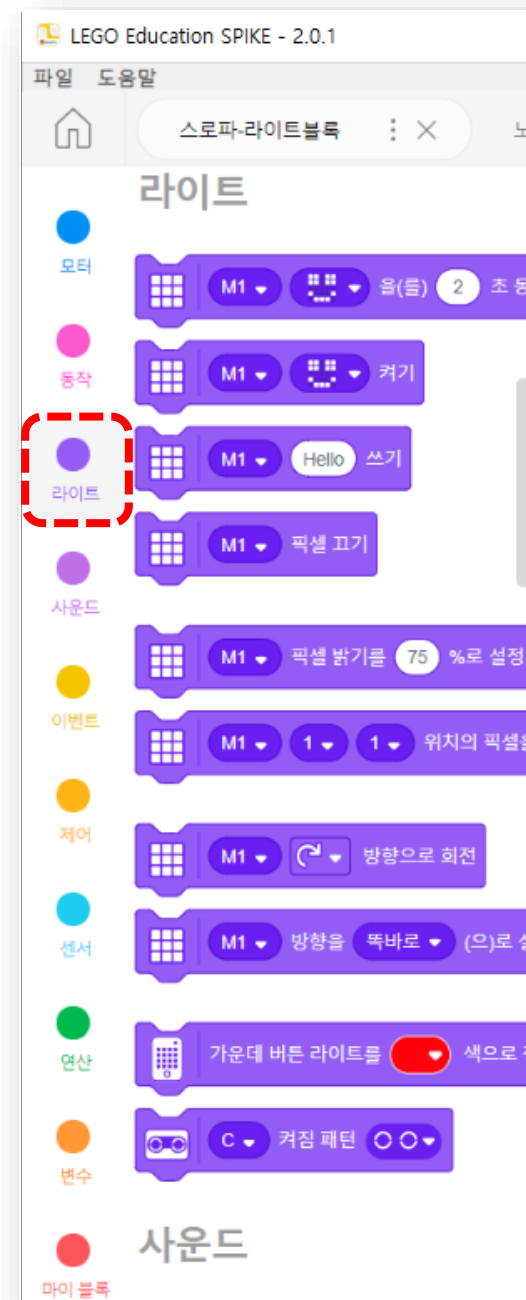 LEGO Education SPIKE - 2.0.1
파일 도움말
스로파-라이트블록
라이트
모터
M1 을(를) 2 초
동작
M1 켜기
라이트
M1 Hello 쓰기
M1 픽셀 끄기
사운드
M1 픽셀 밝기를 75 %로 설정
이벤트
M1 1 1 위치의 픽셀을
제어
M1 방향으로 회전
센서
M1 방향을 똑바로 (으)로
연산
가운데 버튼 라이트를 색으로
변수
C 켜짐 패턴
사운드
마이 블록